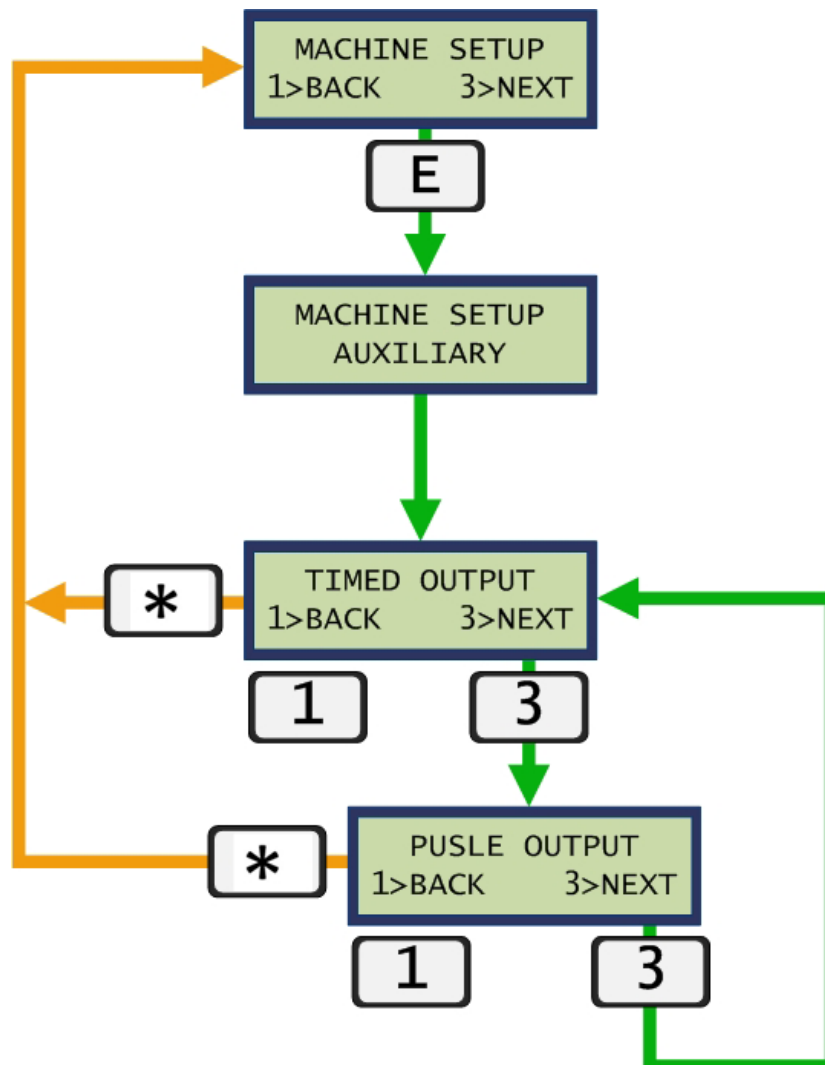 MACHINE SETUP
1>BACK 3>NEXT
E
MACHINE SETUP
AUXILIARY
TIMED OUTPUT
1>BACK 3>NEXT
*
1 3
PUSLE OUTPUT
1>BACK 3>NEXT
*
1 3